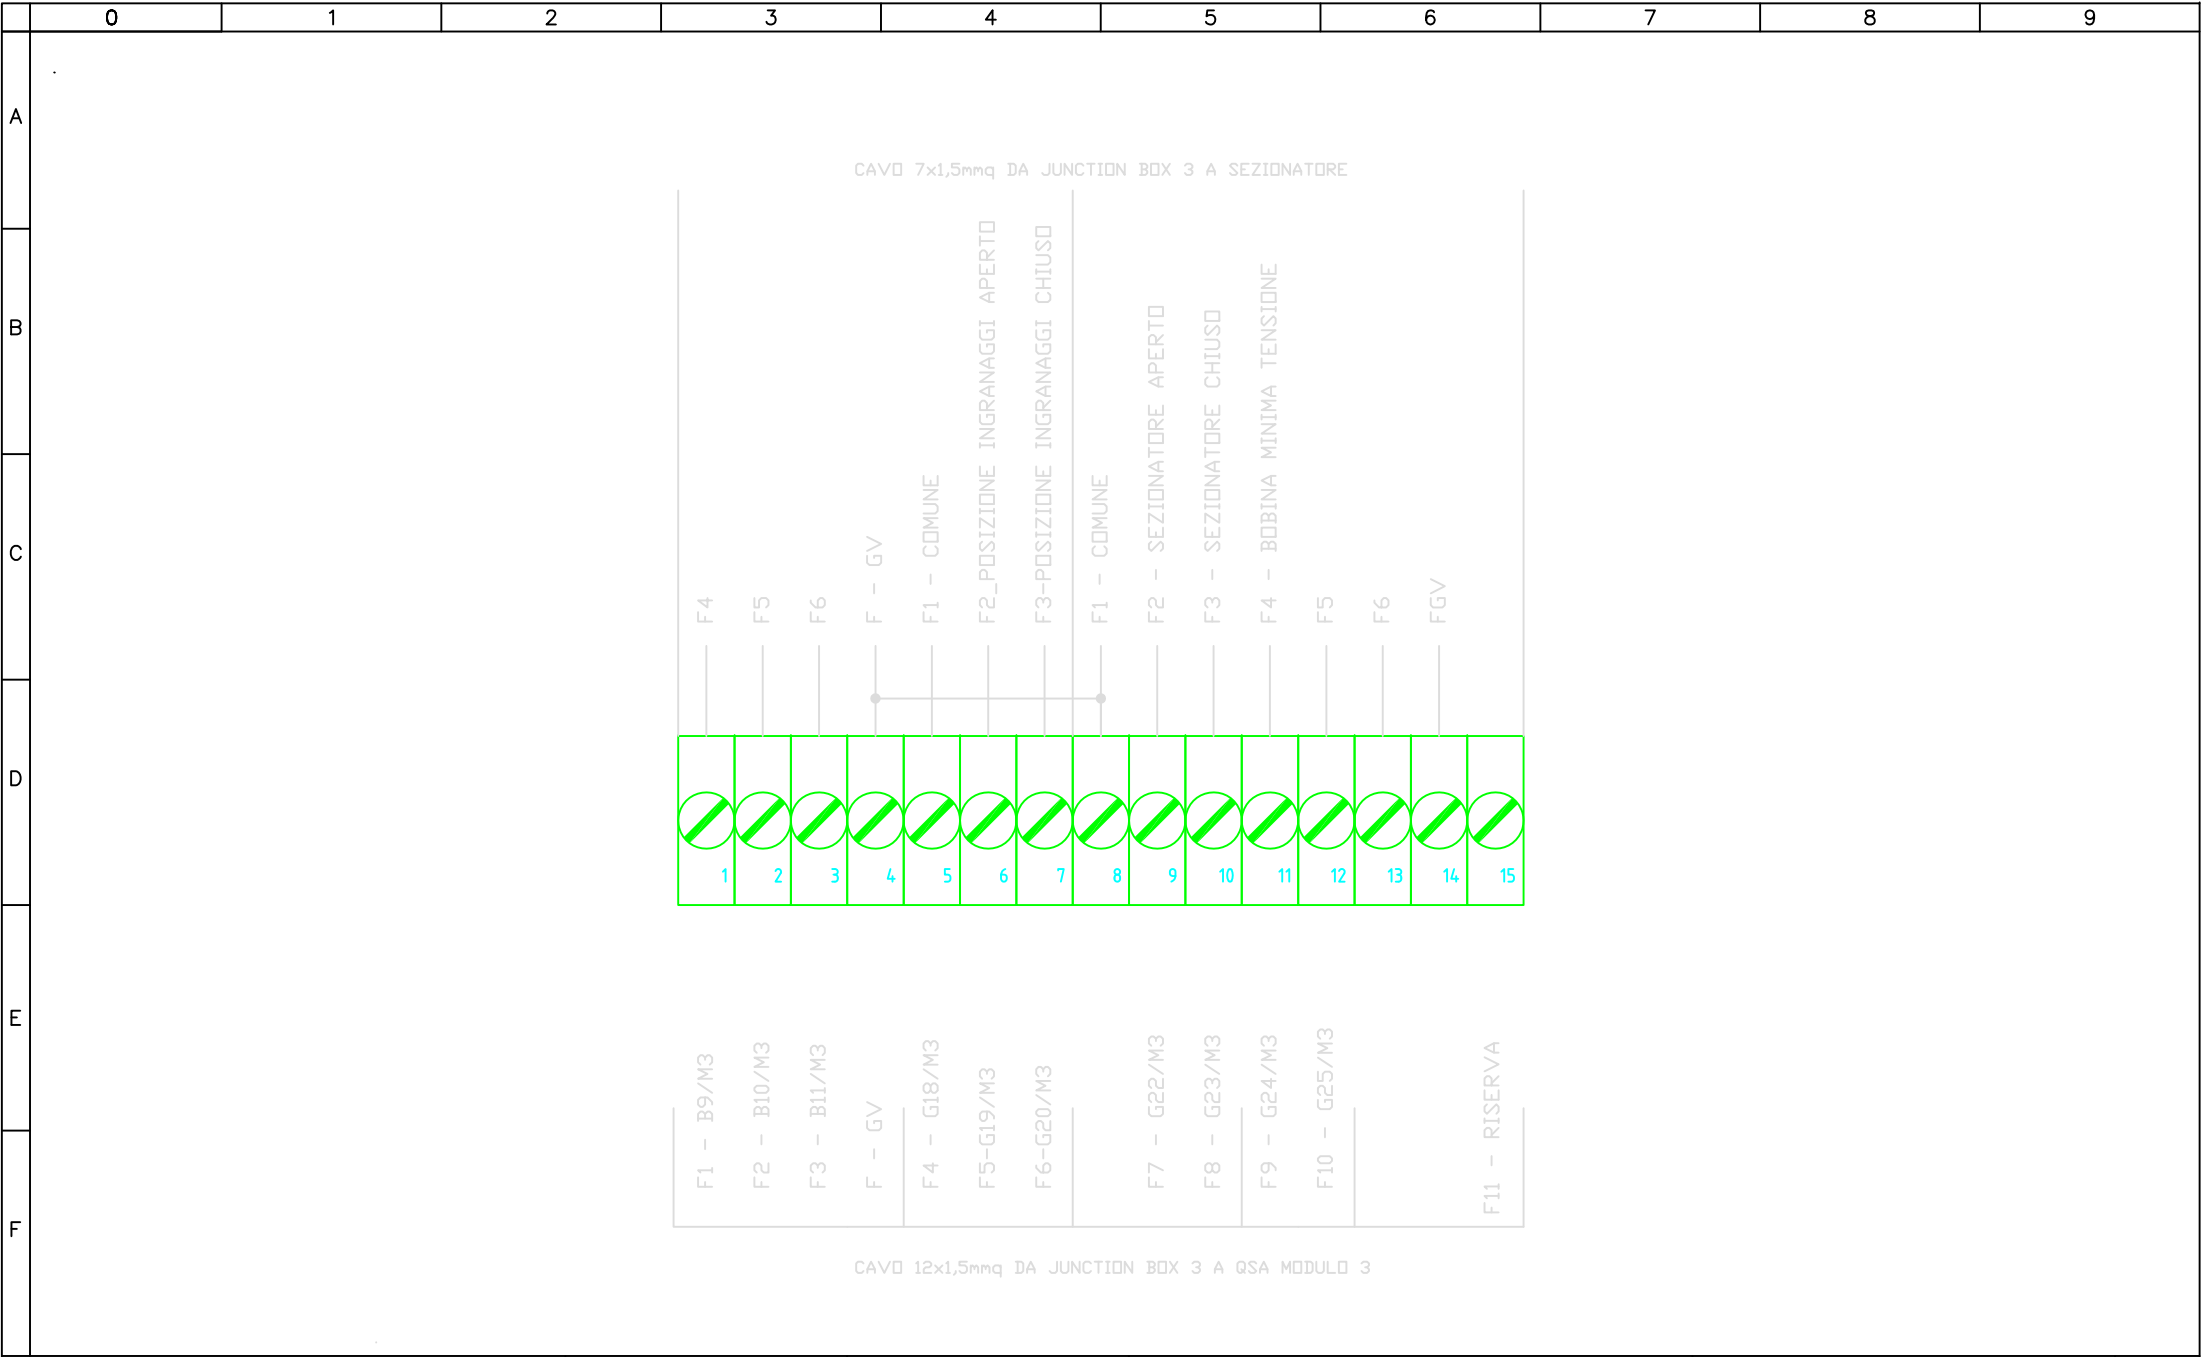 0 1 2 3 4 5 6 7 8 9
A
CAVO 7x1,5mmq DA JUNCTION BOX 3 A SEZIONATORE
B
C
F4
F5
F6
F - GV
F1 - COMUNE
F2_POSIZIONE INGRANAGGI APERTO
F3-POSIZIONE INGRANAGGI CHIUSO
F1 - COMUNE
F2 - SEZIONATORE APERTO
F3 - SEZIONATORE CHIUSO
F4 - BOBINA MINIMA TENSIONE
F5
F6
FGV
D
1 2 3 4 5 6 7 8 9 10 11 12 13 14 15
E
F1 - B9/M3
F2 - B10/M3
F3 - B11/M3
F - GV
F4 - G18/M3
F5-G19/M3
F6-G20/M3
F7 - G22/M3
F8 - G23/M3
F9 - G24/M3
F10 - G25/M3
F11 - RISERVA
F
CAVO 12x1,5mmq DA JUNCTION BOX 3 A QSA MODULO 3